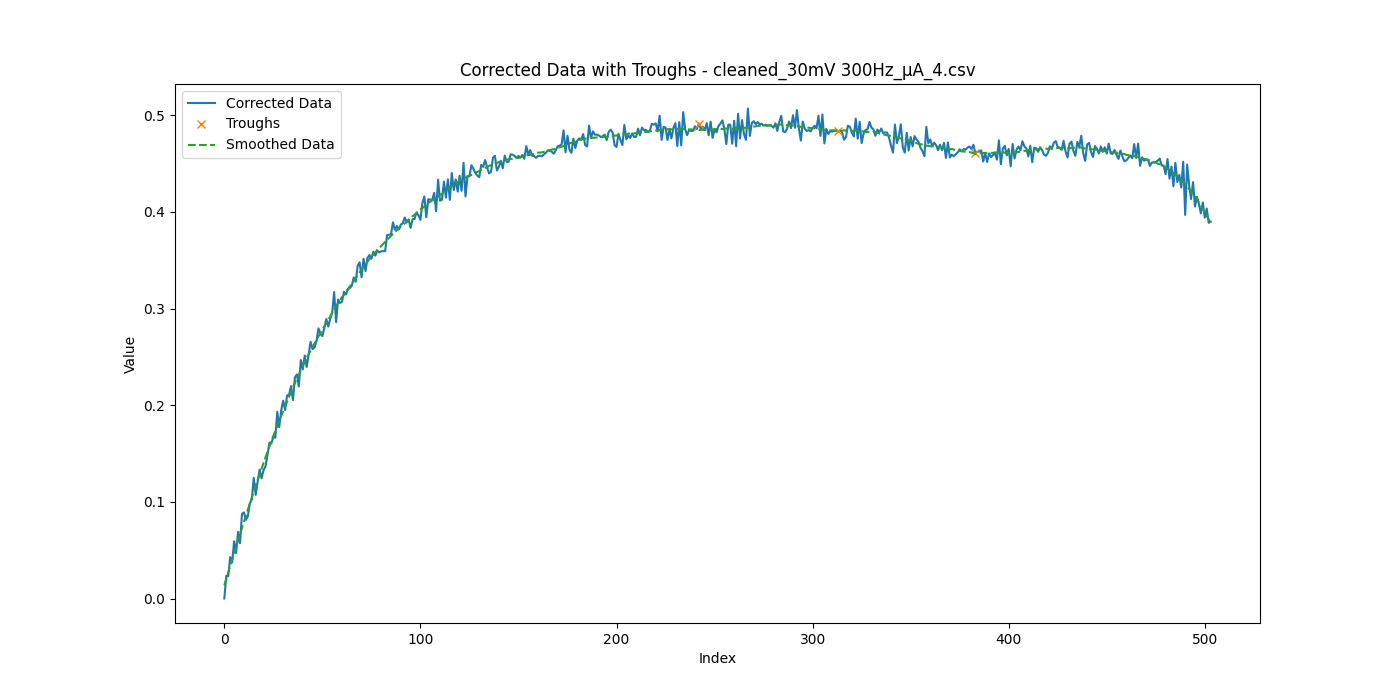 Corrected Data with Troughs - cleaned_30mV 300Hz_µA_4.csv
Corrected Data
Troughs
Smoothed Data
Value
0.5
0.4
0.3
0.2
0.1
0.0
0
100
200
300
400
500
Index